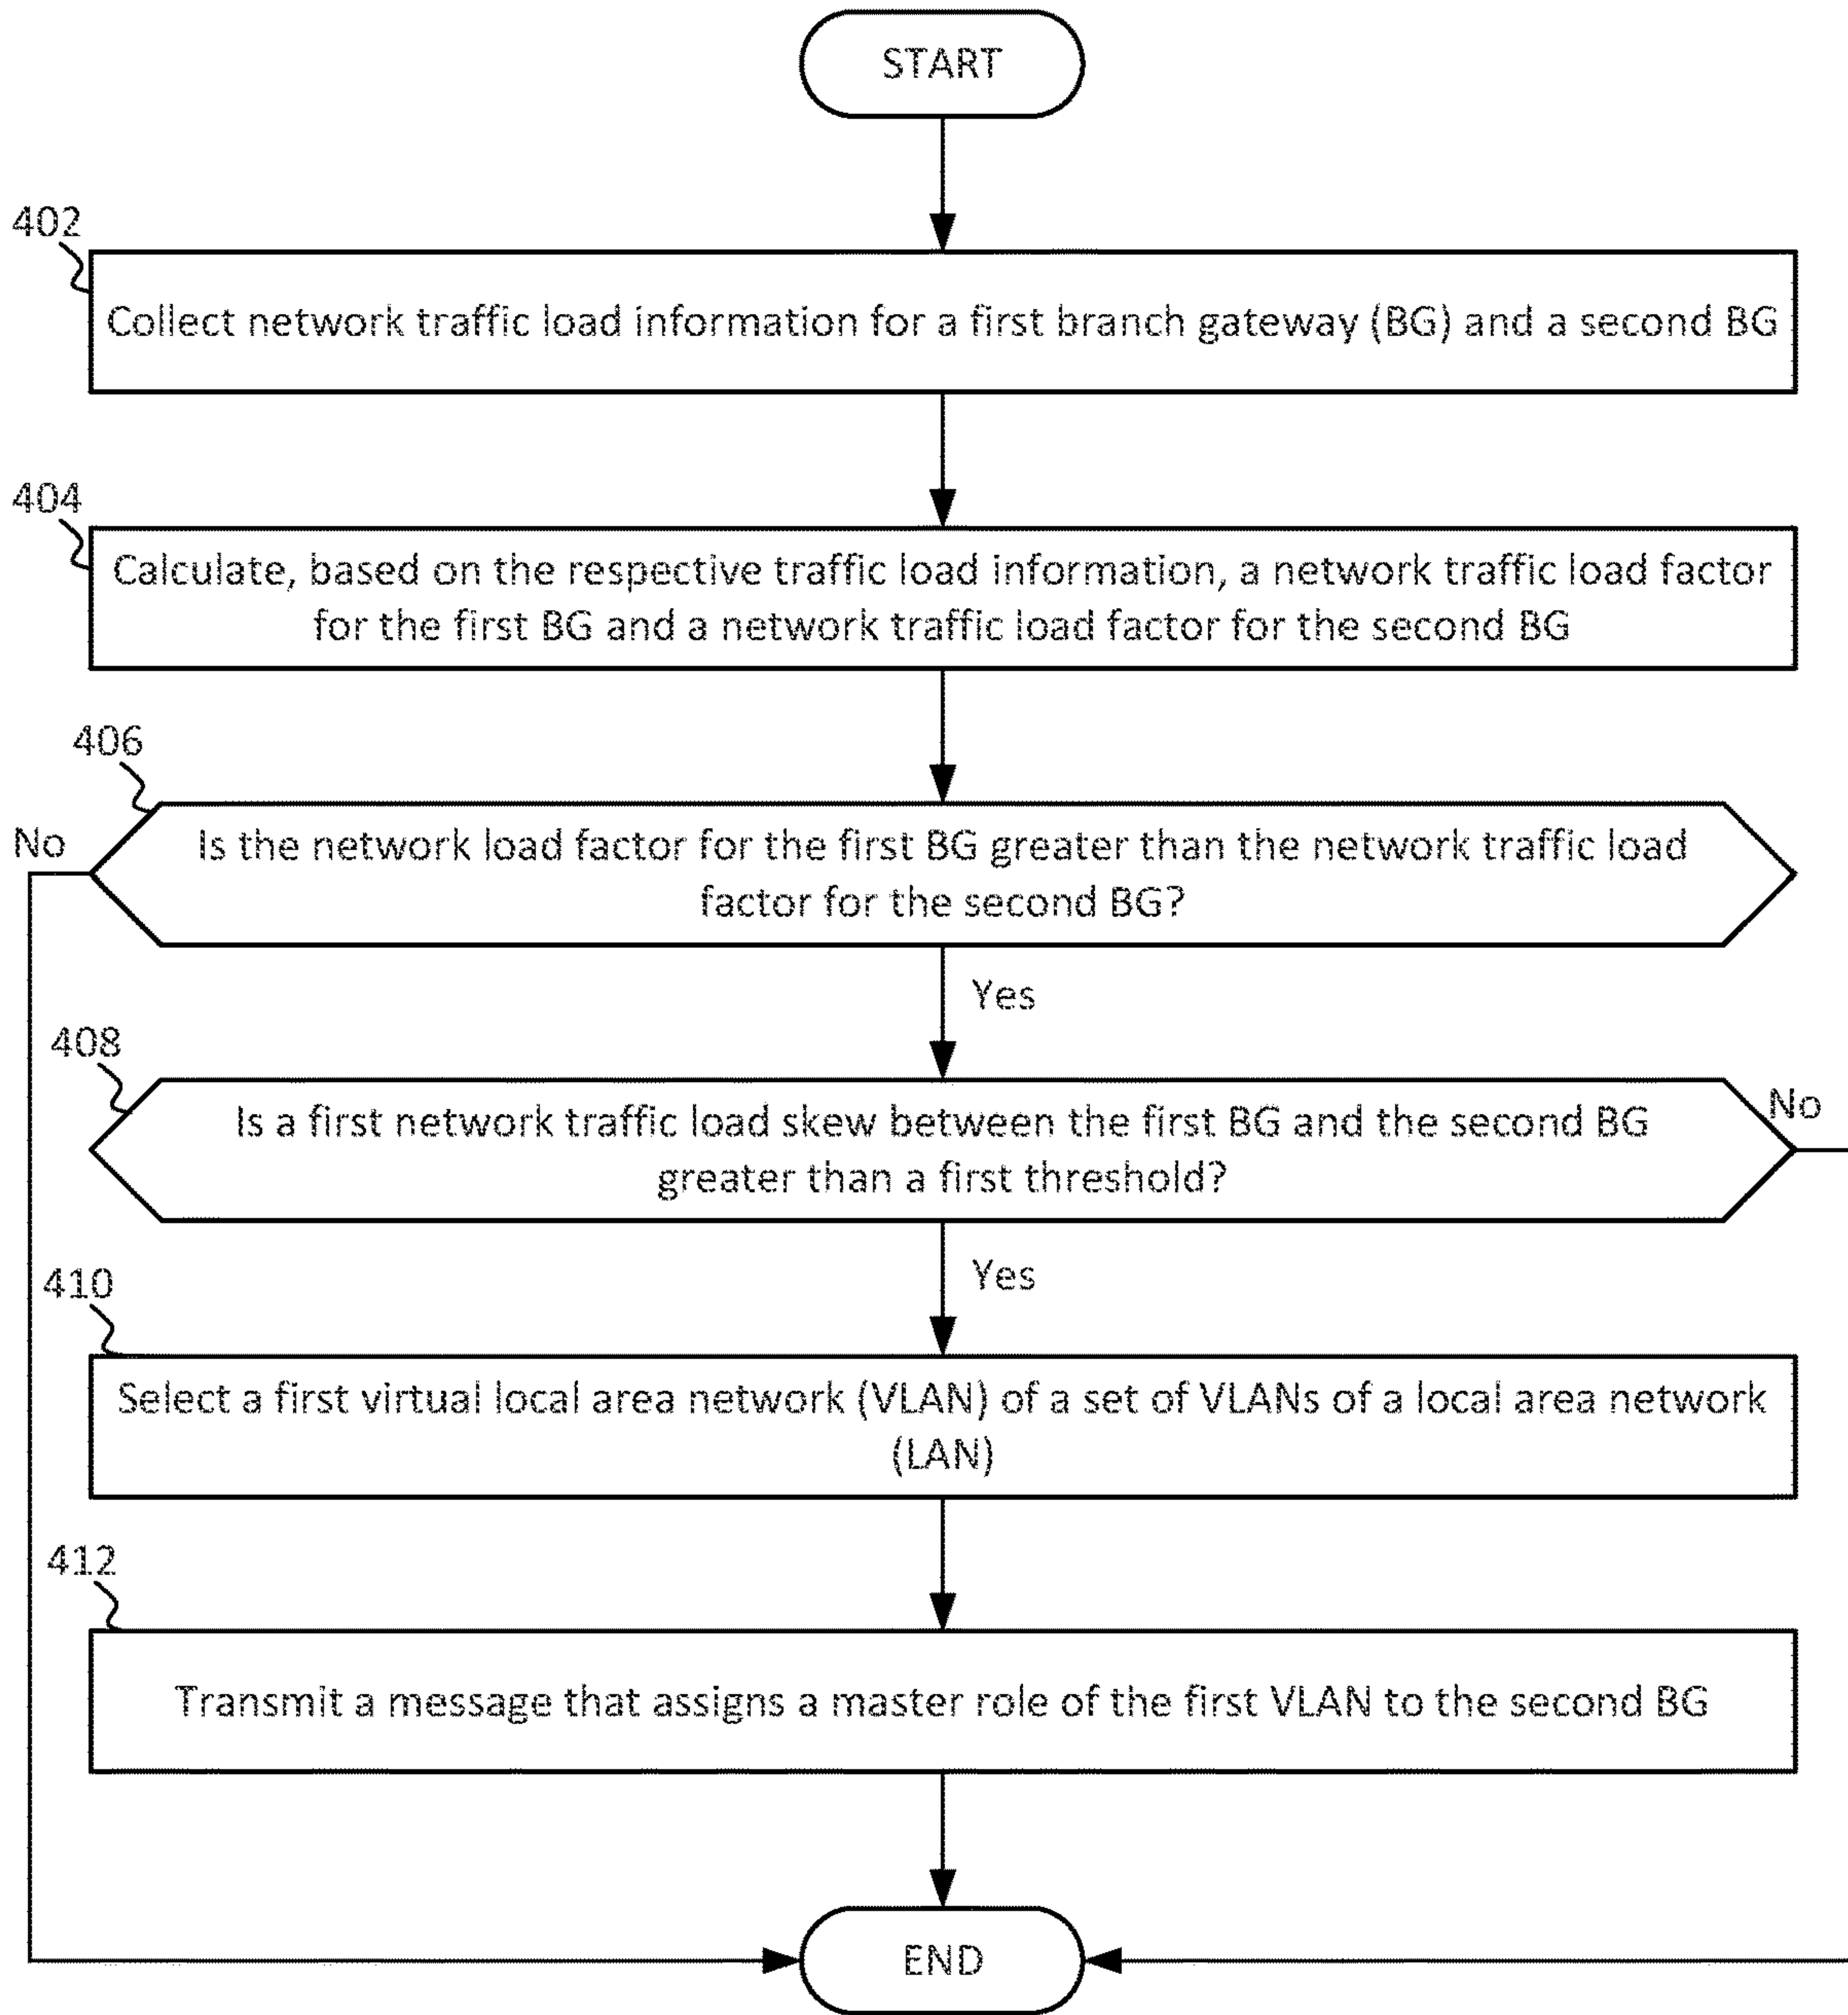 START
402
Collect network traffic load information for a first branch gateway (BG) and a second BG
404
Calculate, based on the respective traffic load information, a network traffic load factor
for the first BG and a network traffic load factor for the second BG
406
No
Is the network load factor for the first BG greater than the network traffic load
factor for the second BG?
Yes
408
No
Is a first network traffic load skew between the first BG and the second BG
greater than a first threshold?
Yes
410
Select a first virtual local area network (VLAN) of a set of VLANs of a local area network
(LAN)
412
Transmit a message that assigns a master role of the first VLAN to the second BG
END